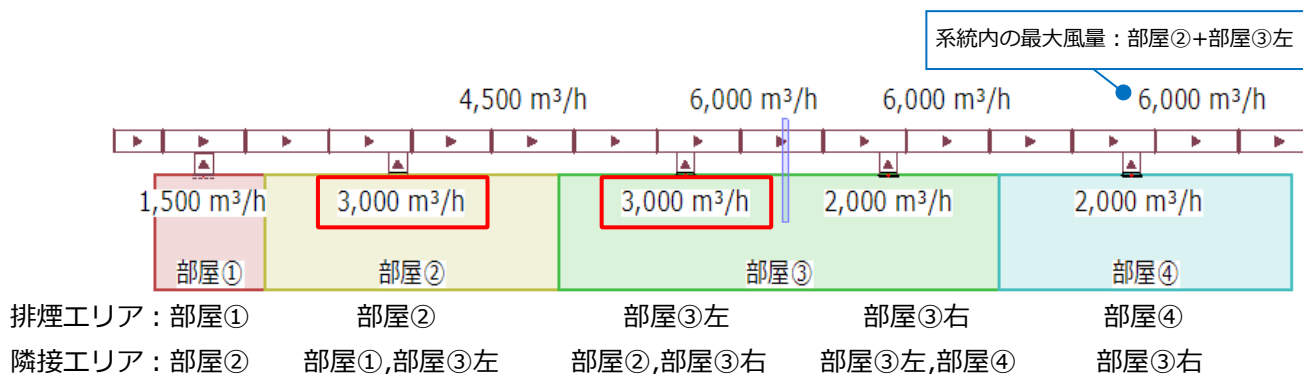 系統内の最大風量：部屋②+部屋③左
4,500 m³/h 6,000 m³/h 6,000 m³/h 6,000 m³/h
1,500 m³/h 3,000 m³/h 3,000 m³/h 2,000 m³/h 2,000 m³/h
部屋① 部屋② 部屋③ 部屋④
排煙エリア：部屋① 部屋② 部屋③左 部屋③右 部屋④
隣接エリア：部屋② 部屋①,部屋③左 部屋②,部屋③右 部屋③左,部屋④ 部屋③右